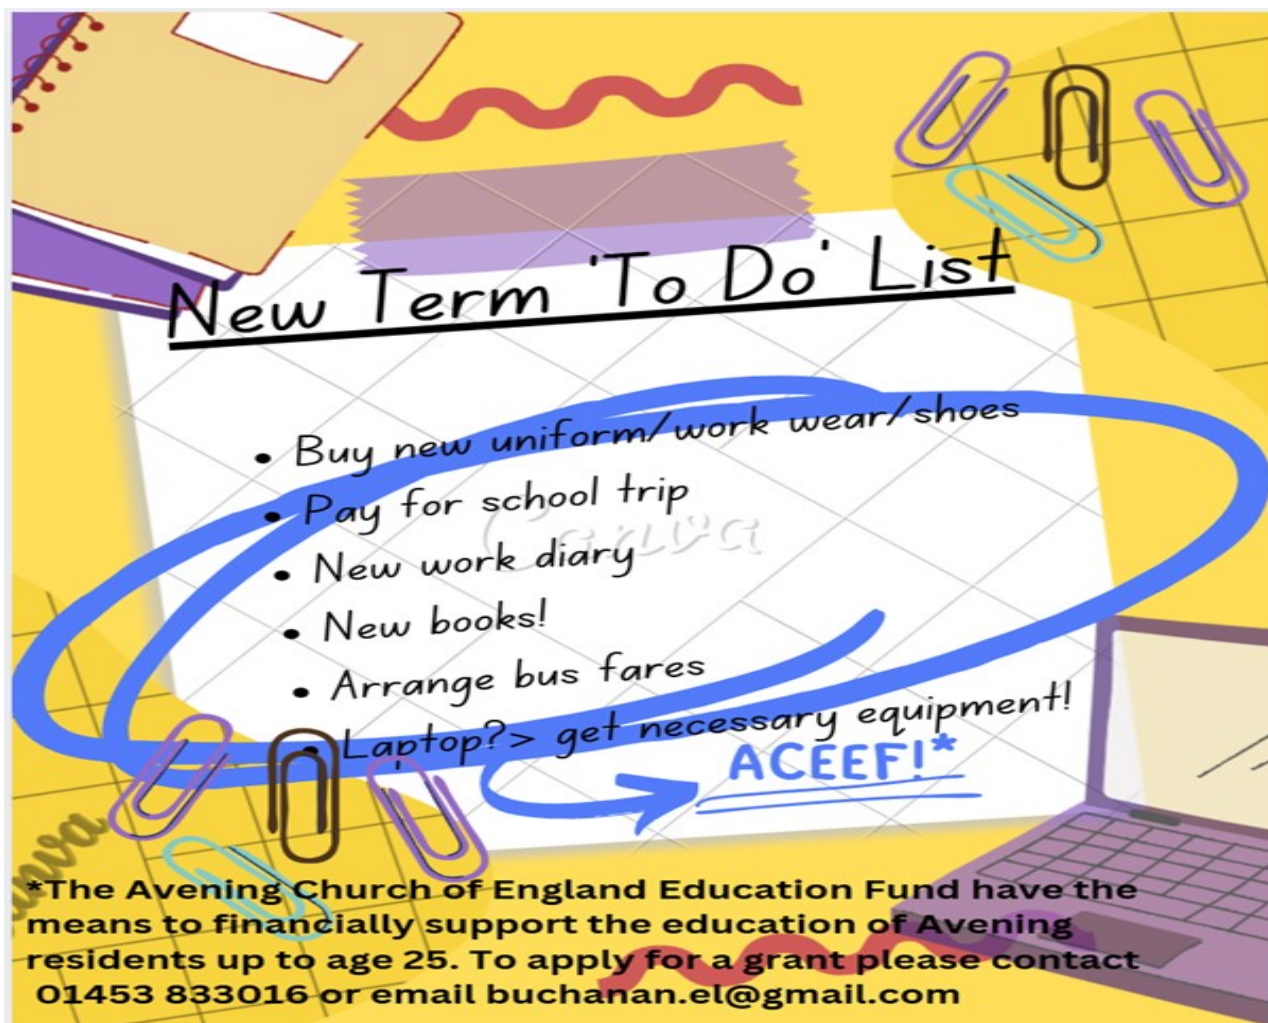 New Term 'To Do' List
• Buy new uniform/work wear/shoes
• Pay for school trip
Canva
• New work diary
• New books!
• Arrange bus fares
• Laptop?> get necessary equipment!
ACEEF!*
*The Avening Church of England Education Fund have the
means to financially support the education of Avening
residents up to age 25. To apply for a grant please contact
01453 833016 or email buchanan.el@gmail.com